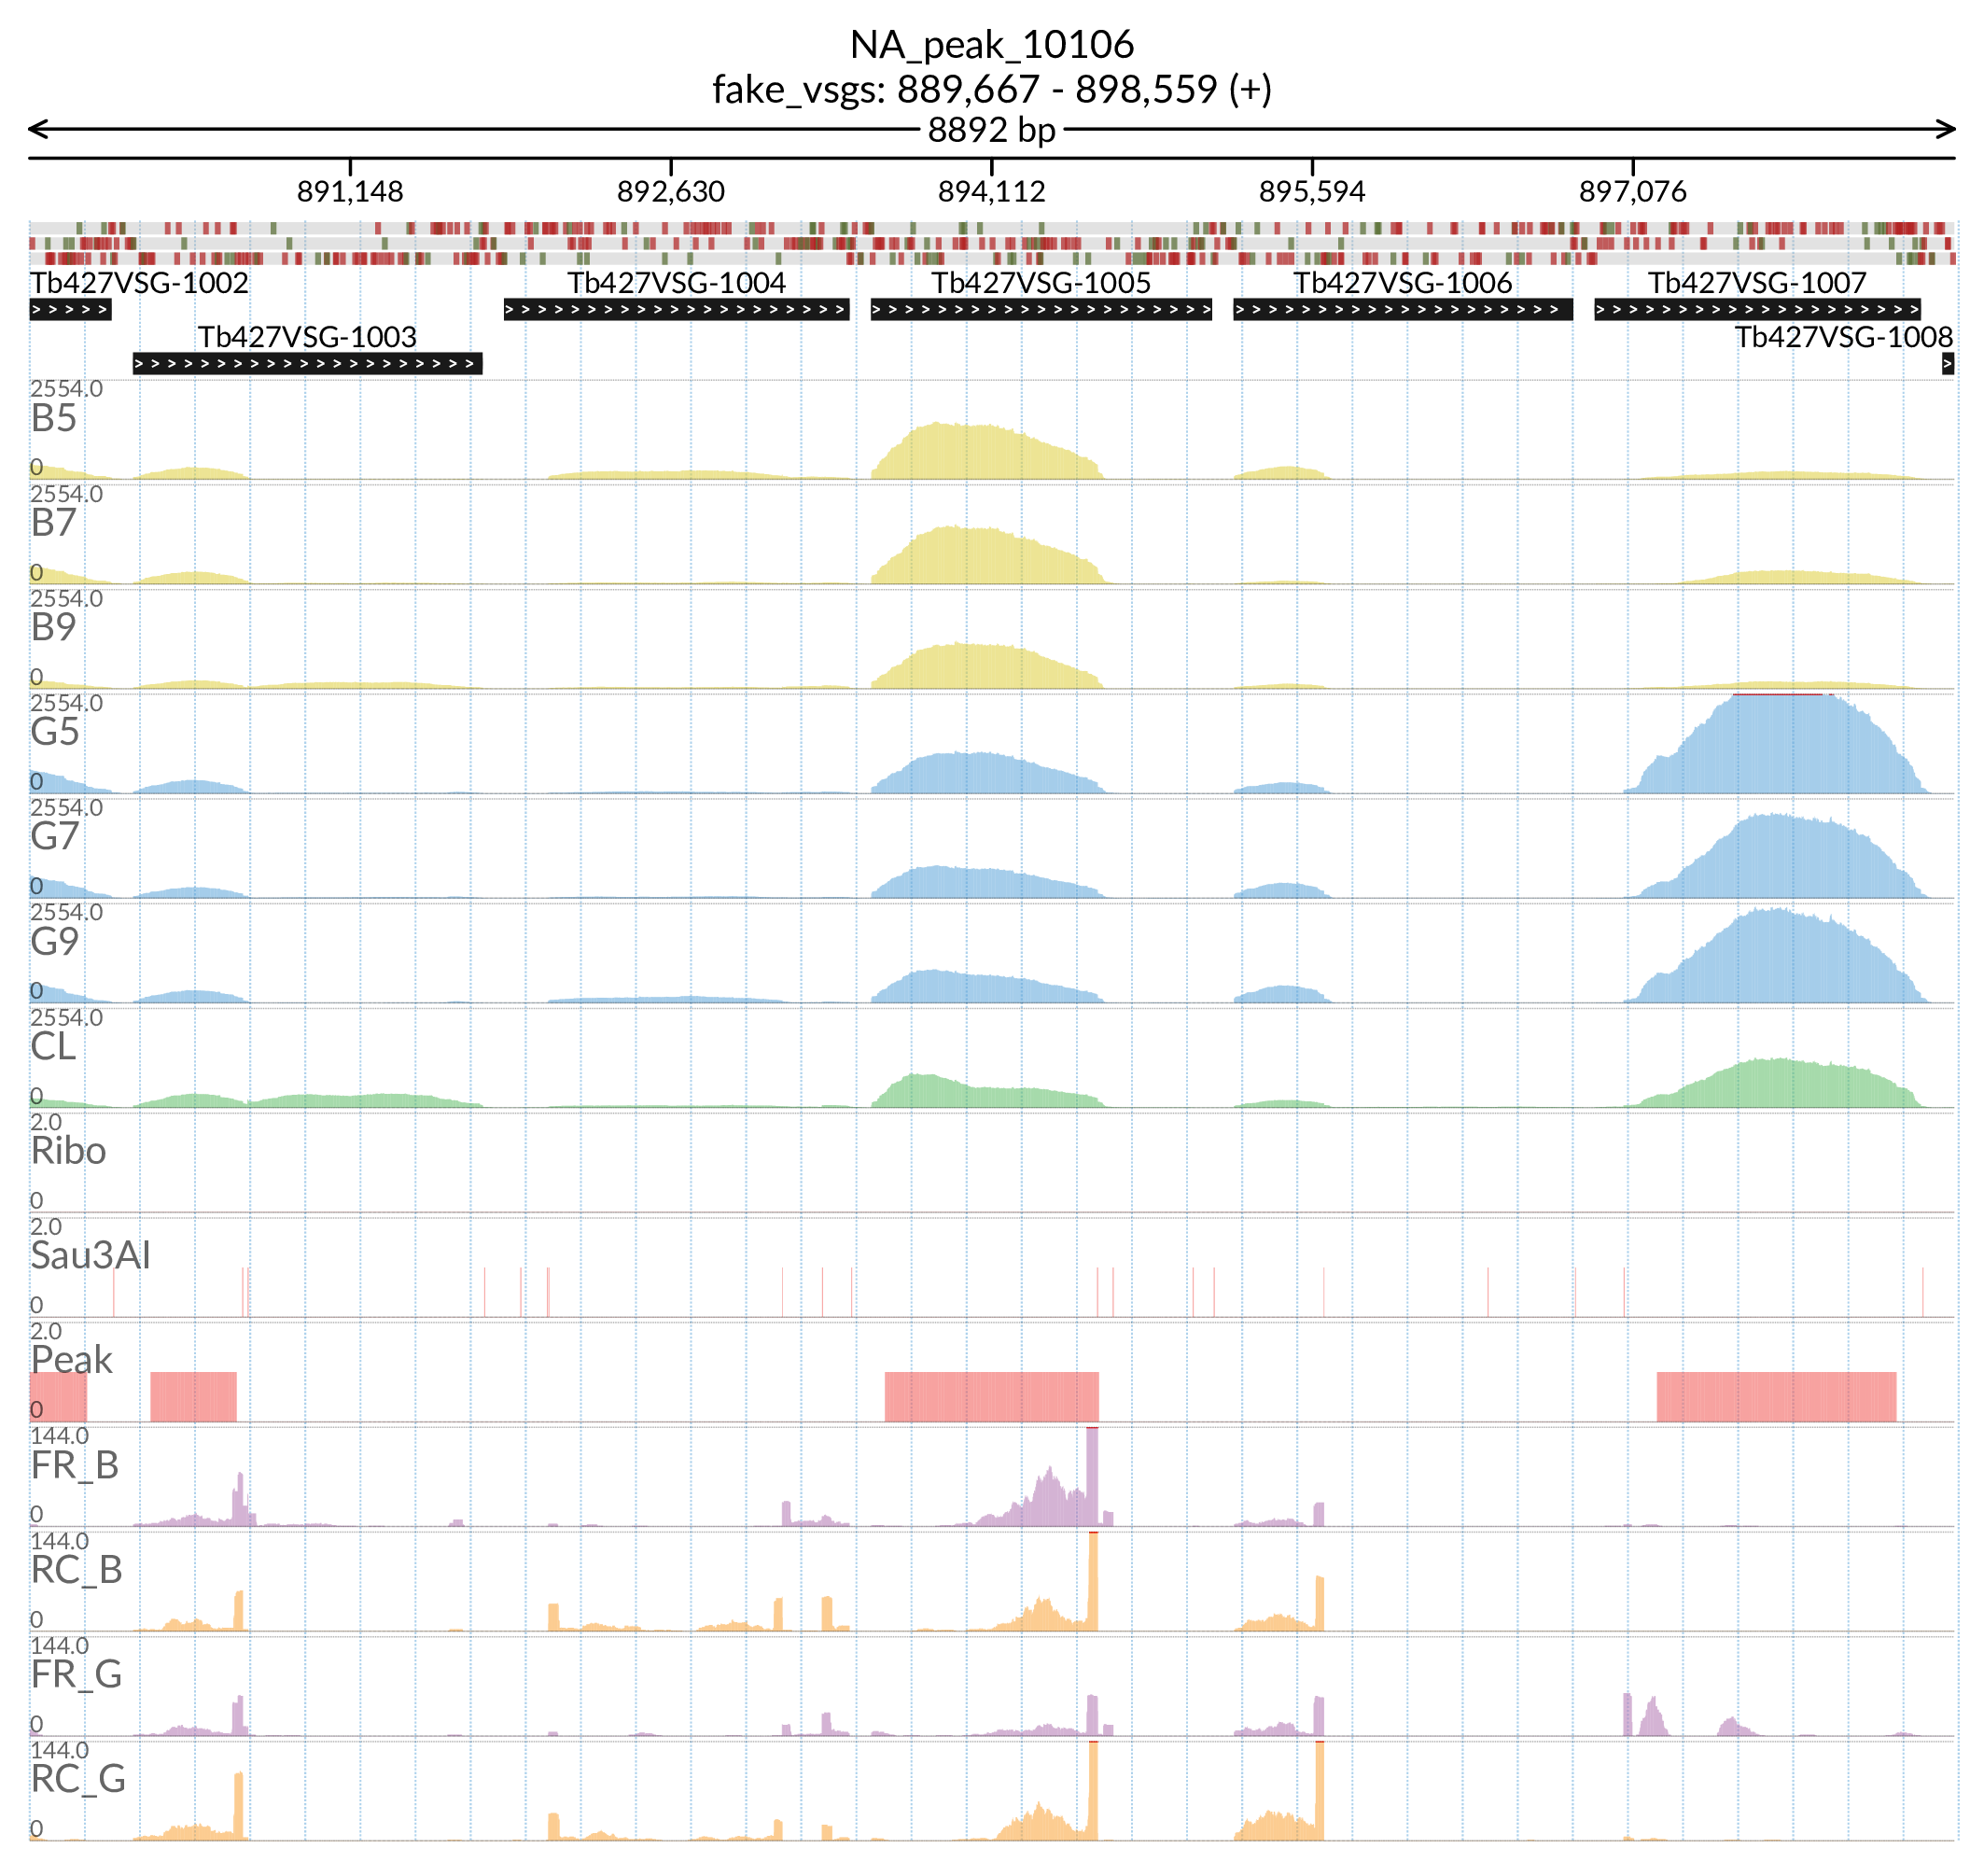 NA_peak_10106
fake_vsgs: 889,667 - 898,559 (+)
8892 bp
891,148 892,630 894,112 895,594 897,076
Tb427VSG-1002 Tb427VSG-1004 Tb427VSG-1005 Tb427VSG-1006 Tb427VSG-1007
Tb427VSG-1003 Tb427VSG-1008
2554.0
B5
0
2554.0
B7
0
2554.0
B9
0
2554.0
G5
0
2554.0
G7
0
2554.0
G9
0
2554.0
CL
0
2.0
Ribo
0
2.0
Sau3AI
0
2.0
Peak
0
144.0
FR_B
0
144.0
RC_B
0
144.0
FR_G
0
144.0
RC_G
0